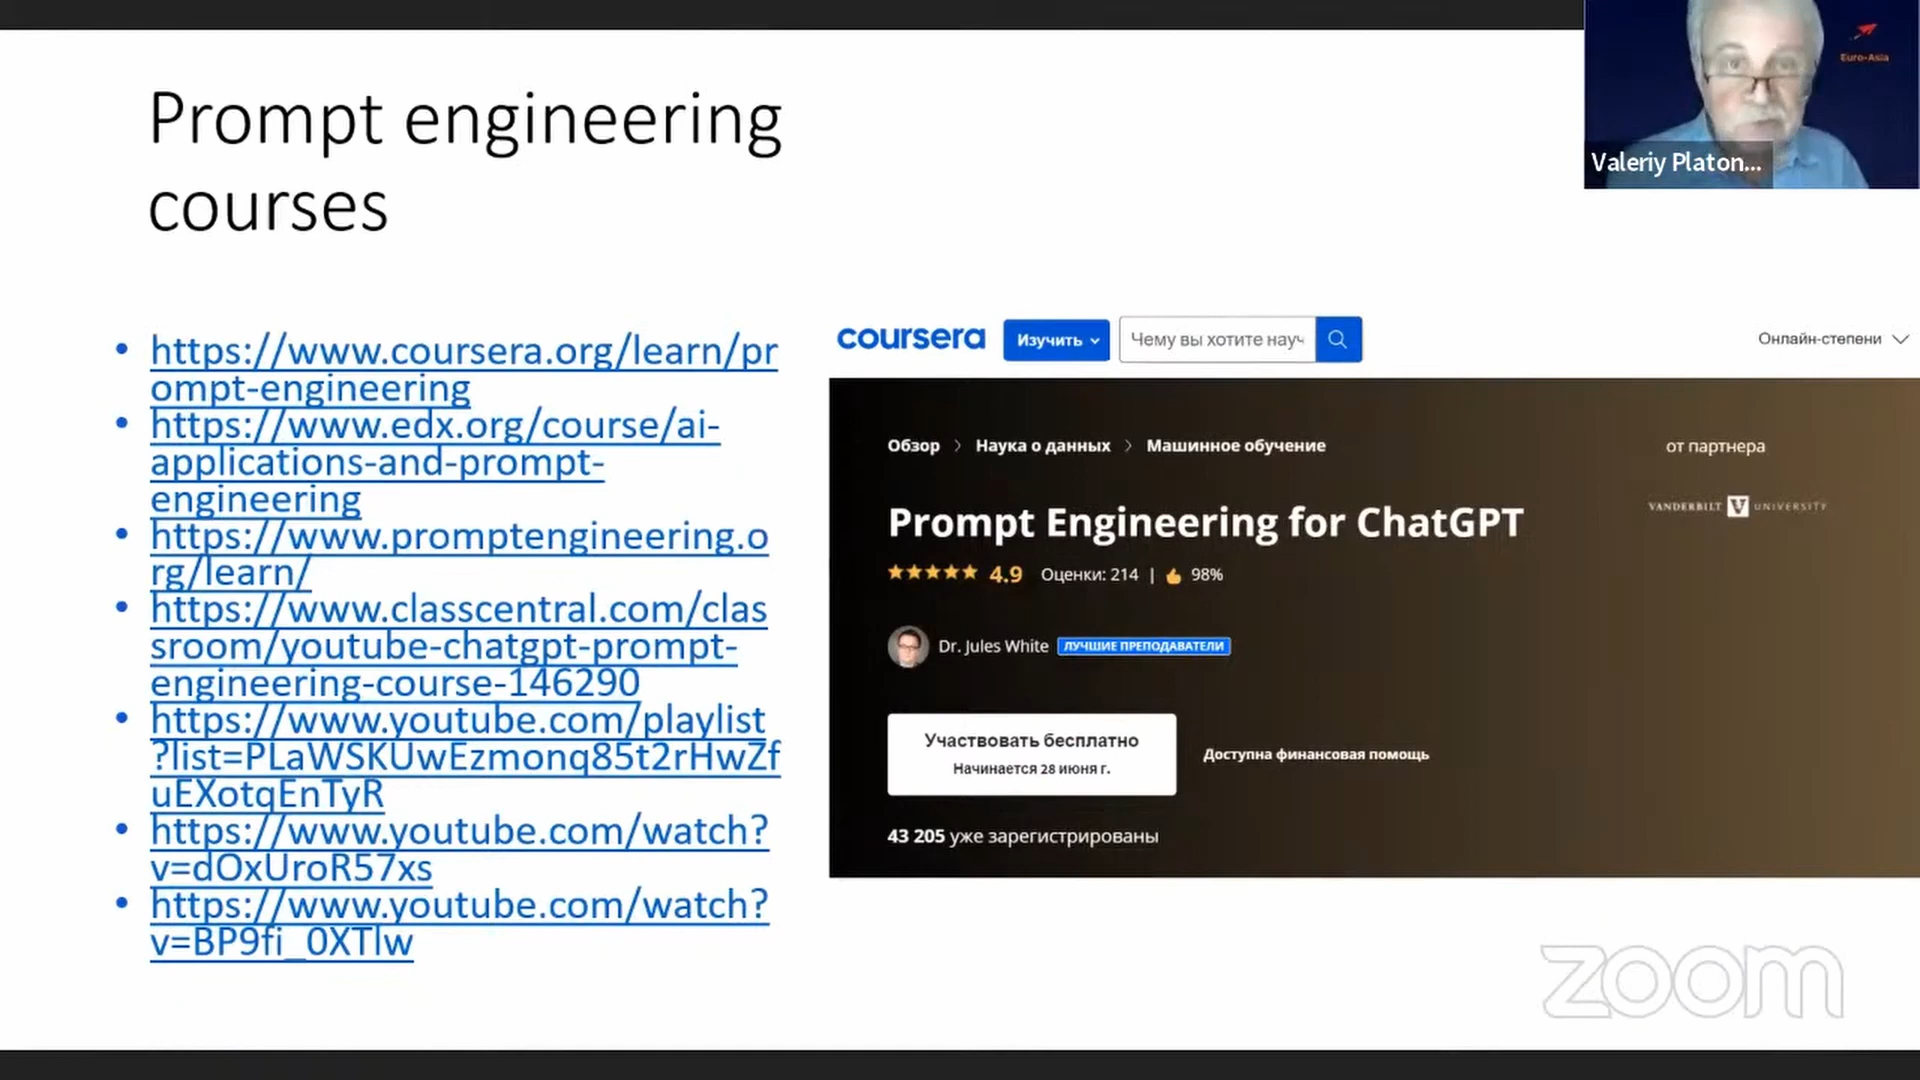 Prompt engineering
courses
Euro-Asia
Valeriy Platon...
https://www.coursera.org/learn/pr
ompt-engineering
https://www.edx.org/course/ai-
applications-and-prompt-
engineering
https://www.promptengineering.o
rg/learn/
https://www.classcentral.com/clas
sroom/youtube-chatgpt-prompt-
engineering-course-146290
https://www.youtube.com/playlist
?list=PLaWSKUwEzmonq85t2rHwZf
uEXotqEnTyR
https://www.youtube.com/watch?
v=dOxUroR57xs
https://www.youtube.com/watch?
v=BP9fi_0XTlw
coursera Изучить Чему вы хотите науч Онлайн-степени
Обзор > Наука о данных > Машинное обучение
от партнера
VANDERBILT V UNIVERSITY
Prompt Engineering for ChatGPT
4.9 Оценки: 214 | 98%
Dr. Jules White ЛУЧШИЕ ПРЕПОДАВАТЕЛИ
Участвовать бесплатно
Начинается 28 июня г.
Доступна финансовая помощь
43 205 уже зарегистрированы
zoom